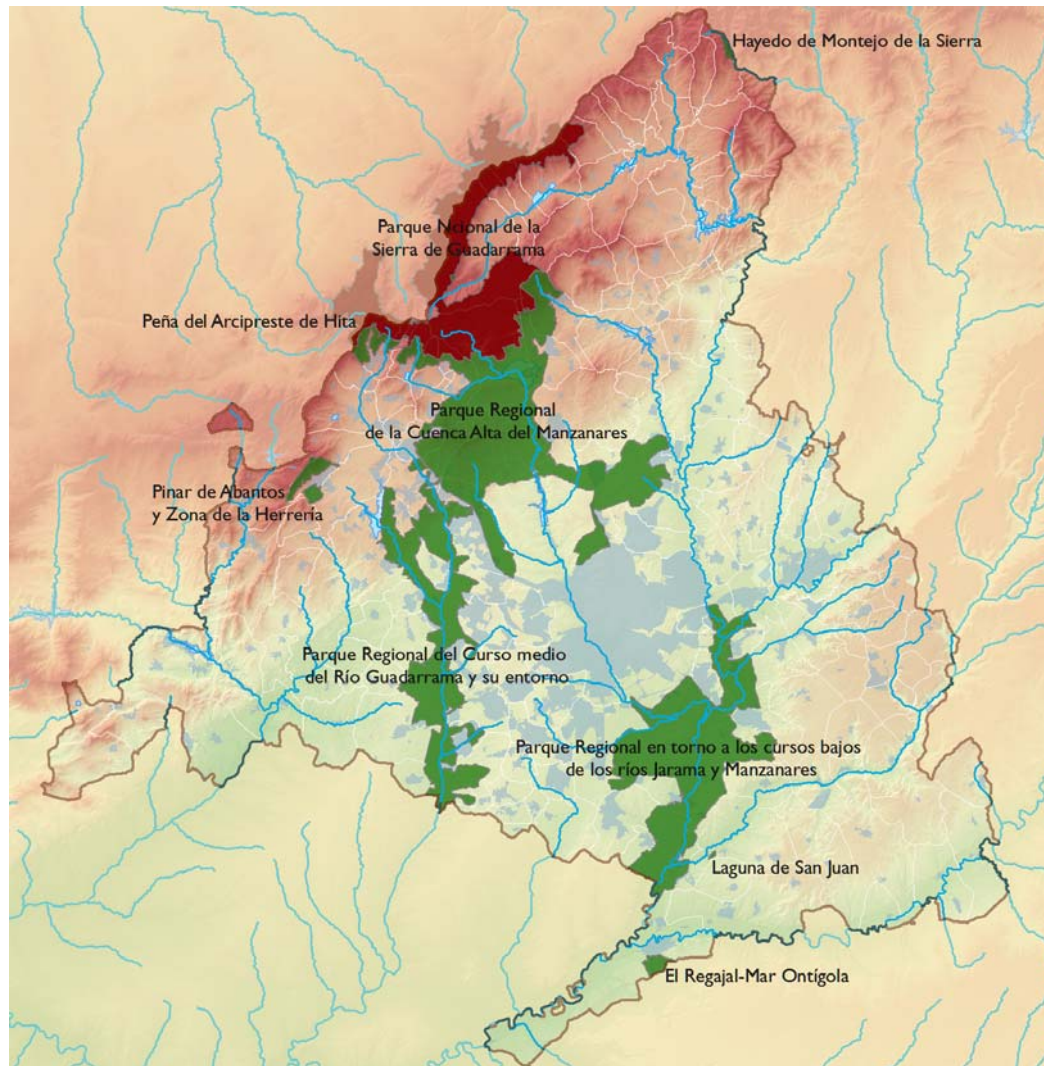 Hayedo de Montejo de la Sierra
Parque Ncional de la
Sierra de Guadarrama
Peña del Arcipreste de Hita
Parque Regional
de la Cuenca Alta del Manzanares
Pinar de Abantos
y Zona de la Herrería
Parque Regional del Curso medio
del Río Guadarrama y su entorno
Parque Regional en torno a los cursos bajos
de los ríos Jarama y Manzanares
Laguna de San Juan
El Regajal-Mar Ontígola